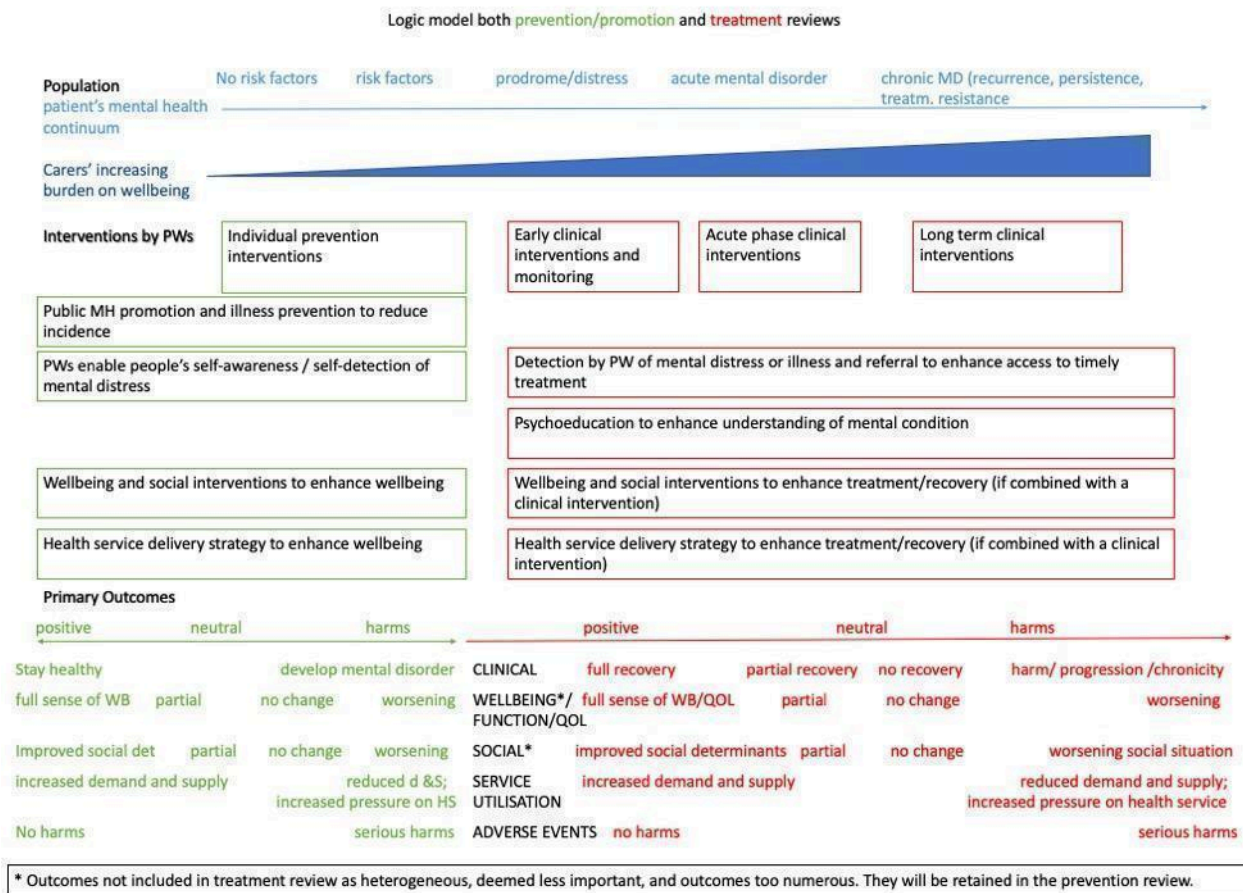 Logic model both prevention/promotion and treatment reviews
No risk factors risk factors prodrome/distress acute mental disorder chronic MD (recurrence, persistence,
treatm. resistance
Population
patient's mental health
continuum
Carers' increasing
burden on wellbeing
Interventions by PWs
Individual prevention
interventions
Early clinical
interventions and
monitoring
Acute phase clinical
interventions
Long term clinical
interventions
Public MH promotion and illness prevention to reduce
incidence
PWs enable people's self-awareness / self-detection of
mental distress
Detection by PW of mental distress or illness and referral to enhance access to timely
treatment
Psychoeducation to enhance understanding of mental condition
Wellbeing and social interventions to enhance wellbeing
Wellbeing and social interventions to enhance treatment/recovery (if combined with a
clinical intervention)
Health service delivery strategy to enhance wellbeing
Health service delivery strategy to enhance treatment/recovery (if combined with a clinical
intervention)
Primary Outcomes
positive neutral harms positive neutral harms
Stay healthy develop mental disorder CLINICAL full recovery partial recovery no recovery harm/ progression /chronicity
full sense of WB partial no change worsening WELLBEING*/ full sense of WB/QOL partial no change worsening
FUNCTION/QOL
Improved social det partial no change worsening SOCIAL* improved social determinants partial no change worsening social situation
increased demand and supply reduced d &S; SERVICE increased demand and supply reduced demand and supply;
increased pressure on HS UTILISATION increased pressure on health service
No harms serious harms ADVERSE EVENTS no harms serious harms
* Outcomes not included in treatment review as heterogeneous, deemed less important, and outcomes too numerous. They will be retained in the prevention review.